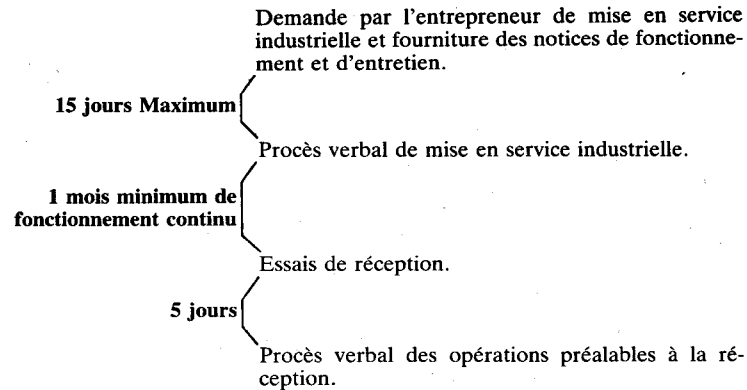 Demande par l'entrepreneur de mise en service
industrielle et fourniture des notices de fonctionne-
ment et d'entretien.
15 jours Maximum
Procès verbal de mise en service industrielle.
1 mois minimum de
fonctionnement continu
Essais de réception.
5 jours
Procès verbal des opérations préalables à la ré-
ception.